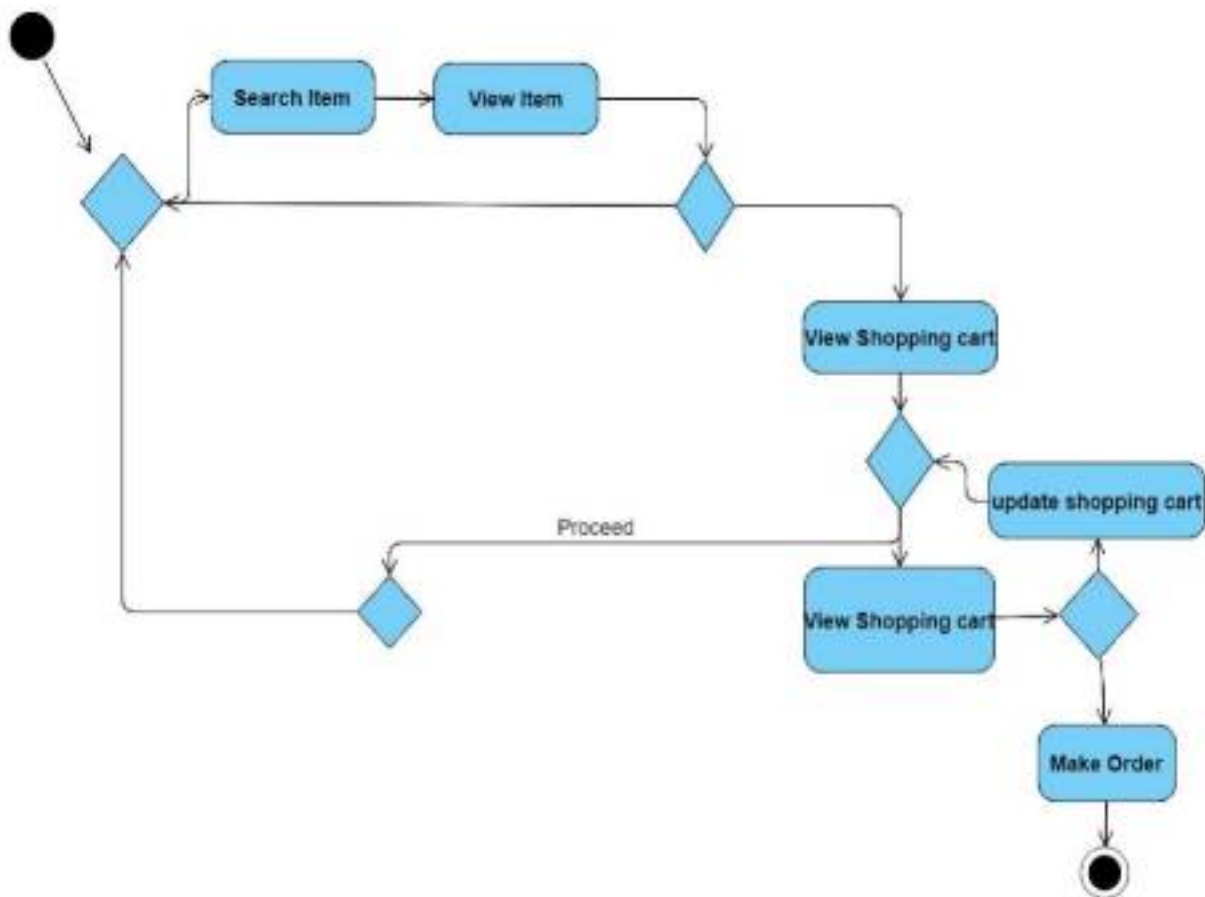 Search Item
View Item
View Shopping cart
update shopping cart
Proceed
View Shopping cart
Make Order